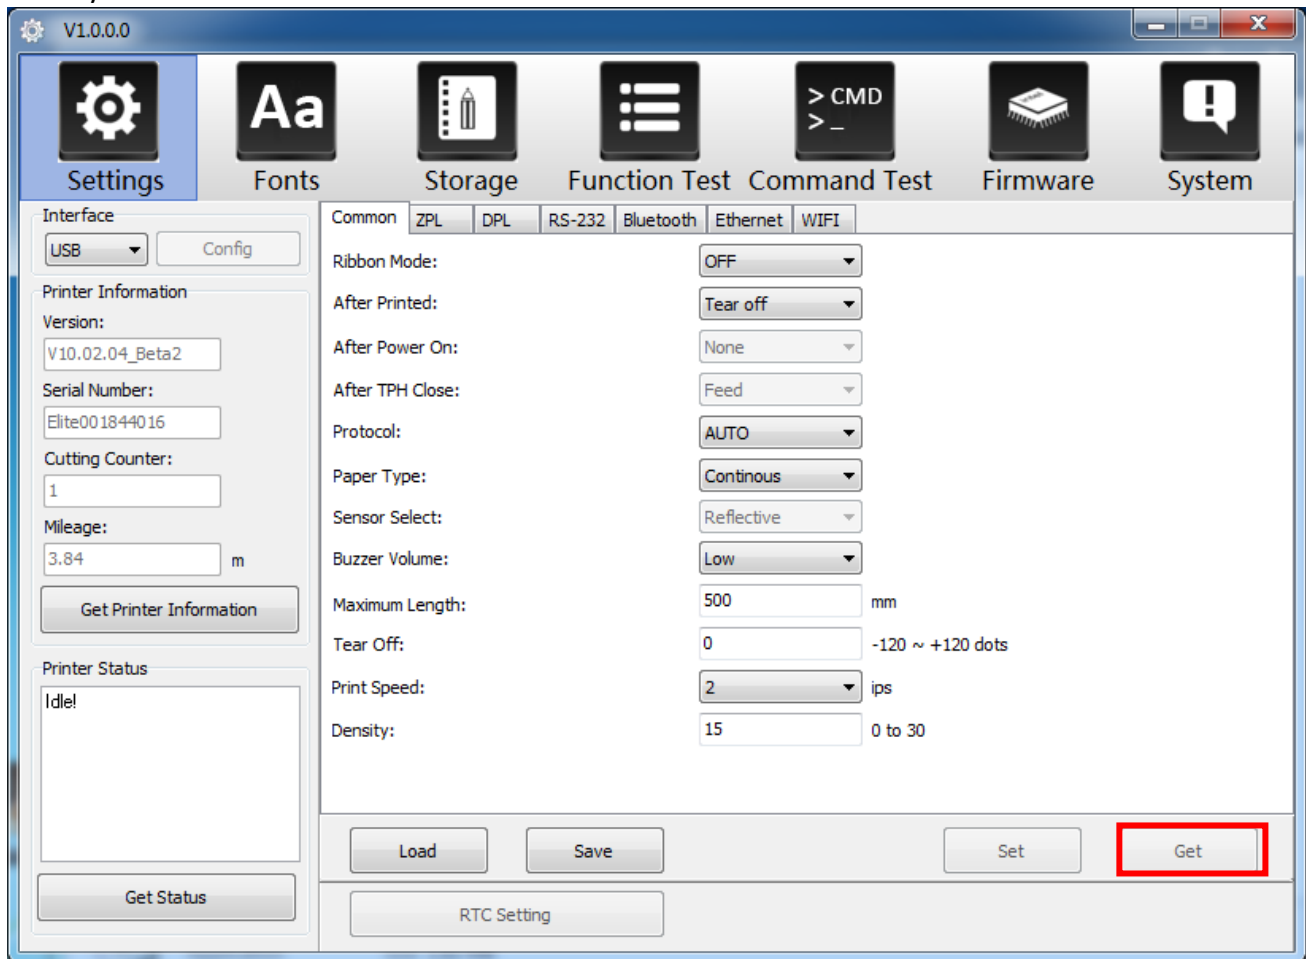 V1.0.0.0
Aa
> CMD
>_
Settings
Fonts
Storage
Function Test
Command Test
Firmware
System
Interface
USB
Config
Printer Information
Version:
V10.02.04_Beta2
Serial Number:
Elite001844016
Cutting Counter:
1
Mileage:
3.84 m
Get Printer Information
Printer Status
Idle!
Get Status
Common ZPL DPL RS-232 Bluetooth Ethernet WIFI
Ribbon Mode: OFF
After Printed: Tear off
After Power On: None
After TPH Close: Feed
Protocol: AUTO
Paper Type: Continous
Sensor Select: Reflective
Buzzer Volume: Low
Maximum Length: 500 mm
Tear Off: 0 -120 ~ +120 dots
Print Speed: 2 ips
Density: 15 0 to 30
Load Save Set Get
RTC Setting